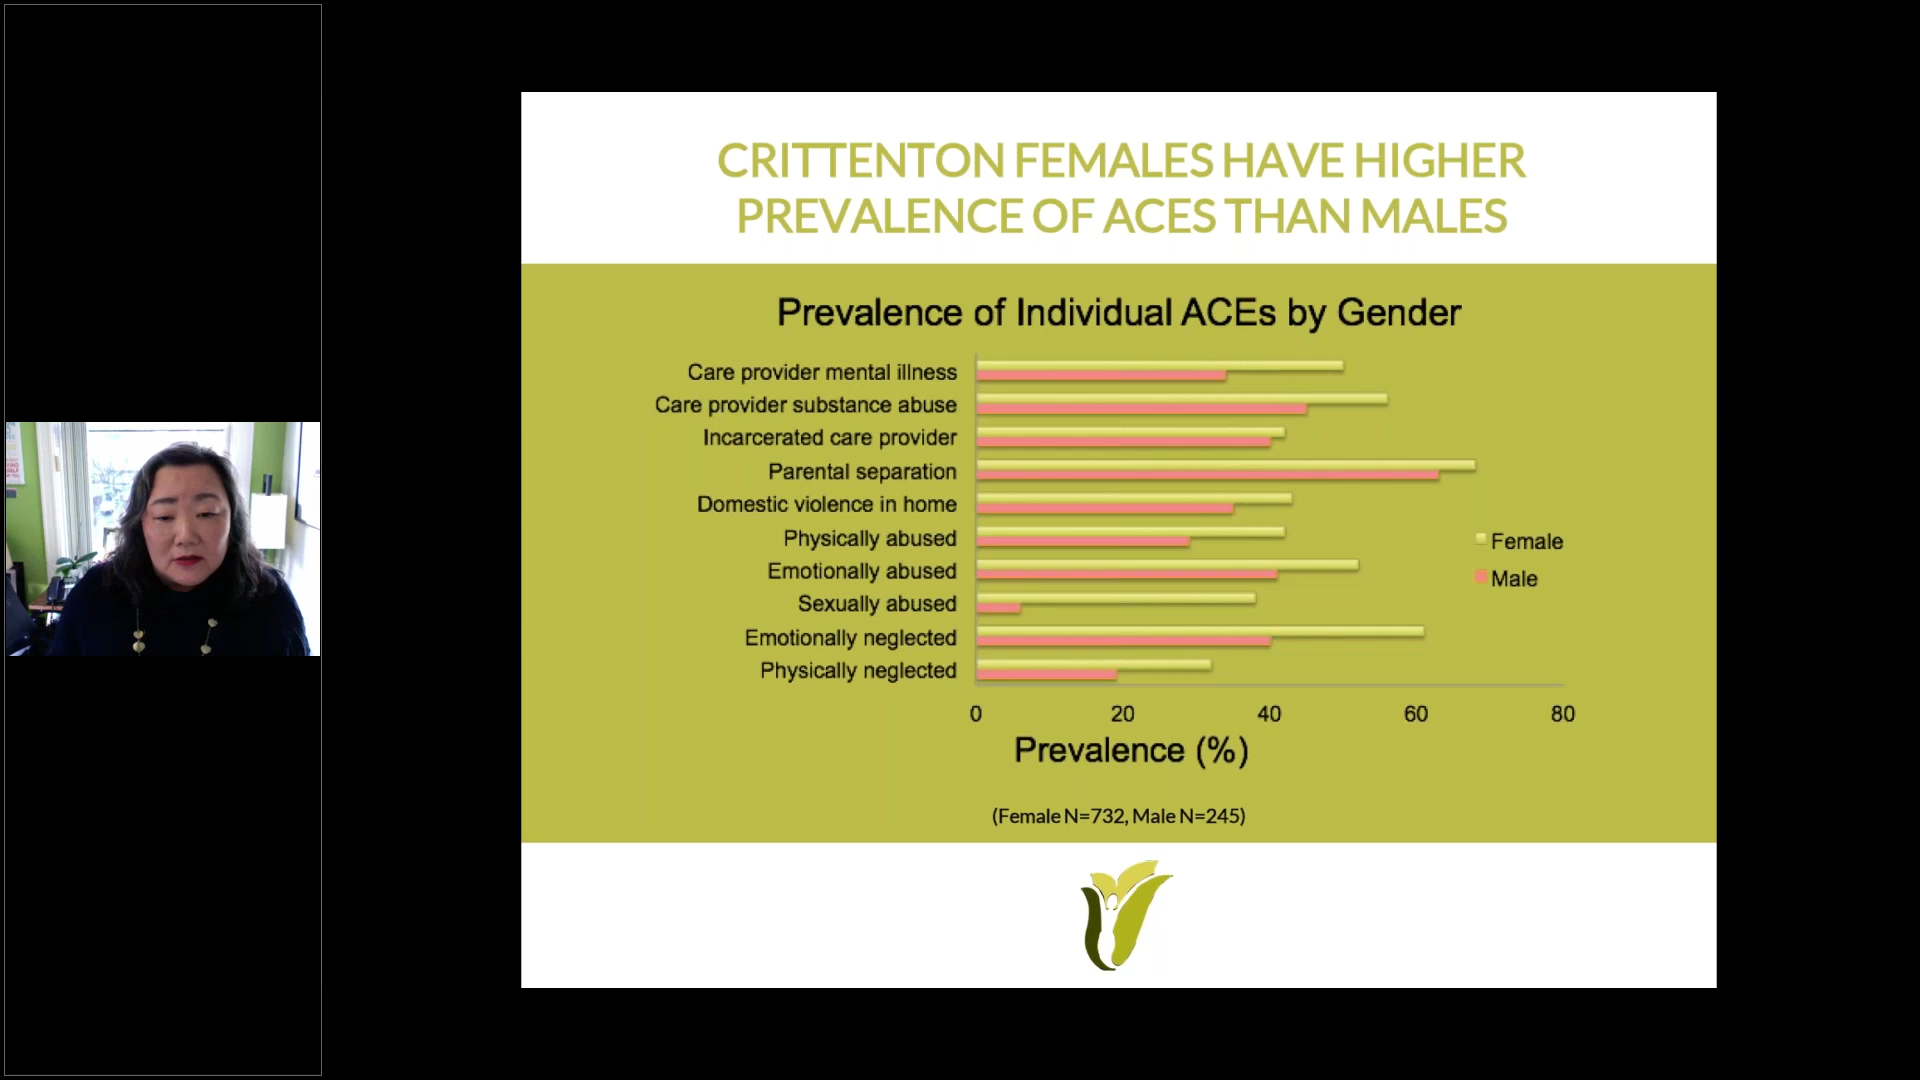 CRITTENTON FEMALES HAVE HIGHER
PREVALENCE OF ACES THAN MALES
Prevalence of Individual ACEs by Gender
Care provider mental illness
Care provider substance abuse
Incarcerated care provider
Parental separation
Domestic violence in home
Physically abused
Emotionally abused
Sexually abused
Emotionally neglected
Physically neglected
Female
Male
0 20 40 60 80
Prevalence (%)
(Female N=732, Male N=245)